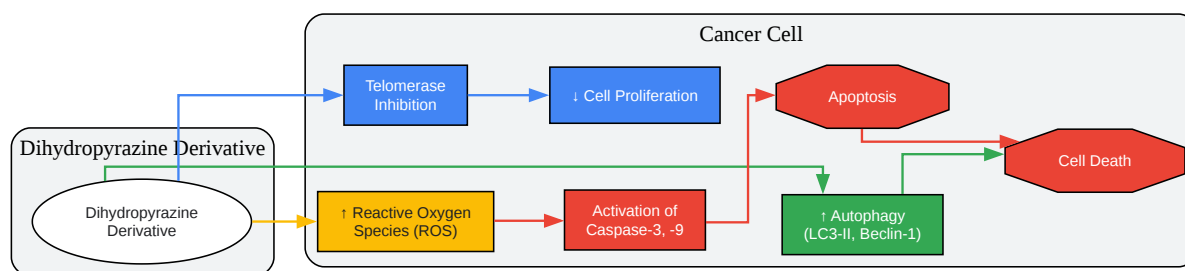 Cancer Cell
Telomerase
Inhibition
↓ Cell Proliferation
Apoptosis
Dihydropyrazine Derivative
Cell Death
Dihydropyrazine
Derivative
↑ Reactive Oxygen
Species (ROS)
Activation of
Caspase-3, -9
↑ Autophagy
(LC3-II, Beclin-1)